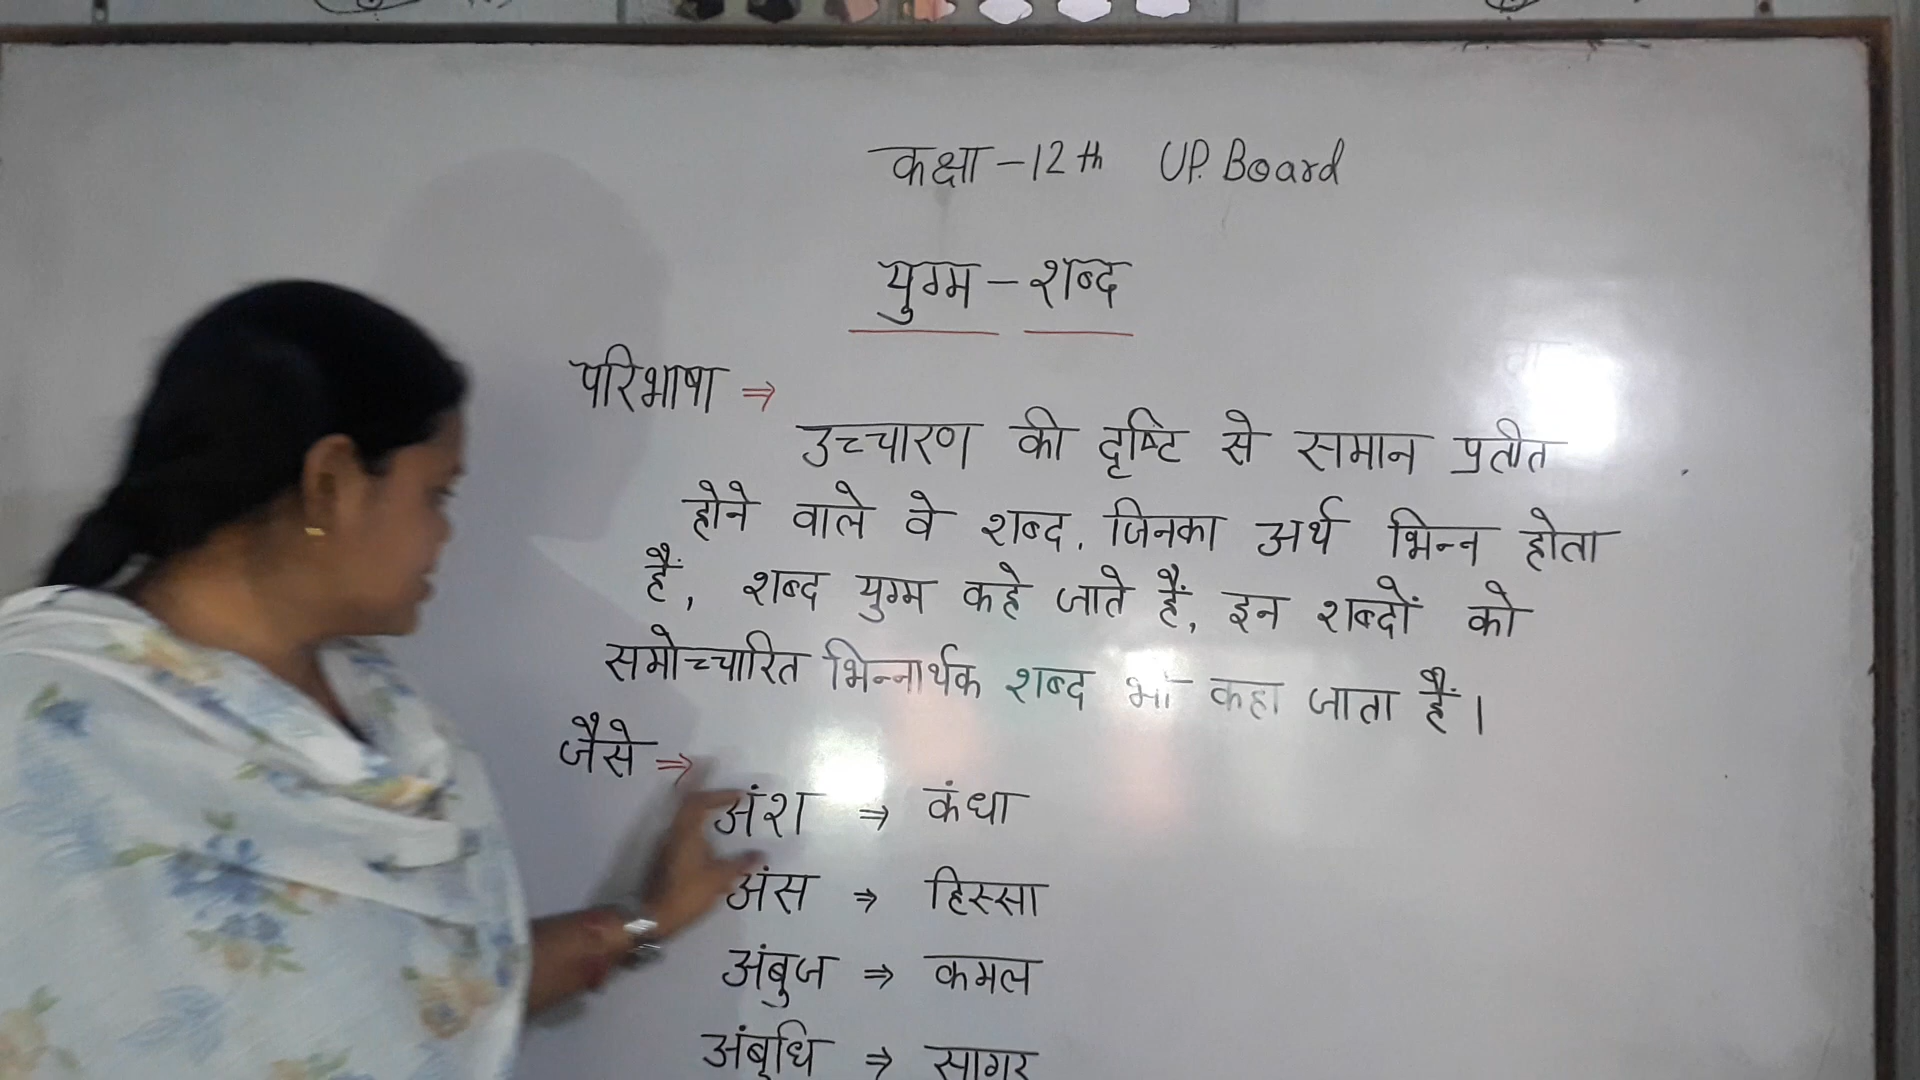 कक्षा - 12th UP. Board
युग्म - शब्द
परिभाषा ⇒
उच्चारण की दृष्टि से समान प्रतीत
होने वाले वे शब्द. जिनका अर्थ भिन्न होता
हैं, शब्द युग्म कहे जाते हैं, इन शब्दों को
समोच्चारित भिन्नार्थक शब्द भी कहा जाता हैं।
जैसे ⇒
अंश ⇒ कंधा
अंस ⇒ हिस्सा
अंबुज ⇒ कमल
अंबुधि ⇒ सागर